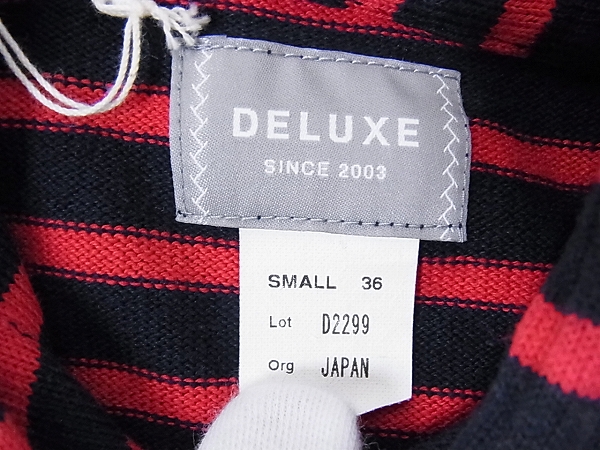 DELUXE
SINCE 2003
SMALL 36
Lot D2299
Org JAPAN